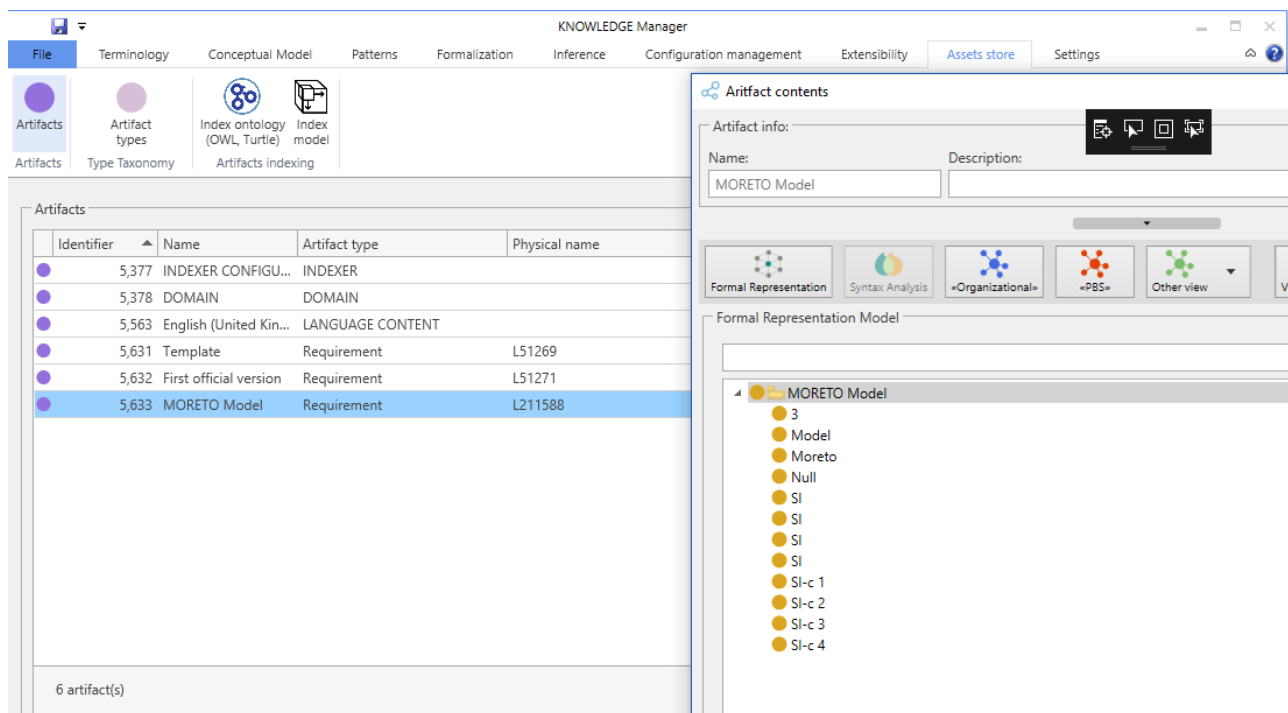 KNOWLEDGE Manager
File Terminology Conceptual Model Patterns Formalization Inference Configuration management Extensibility Assets store Settings
Artifacts
Artifact types
Index ontology (OWL, Turtle)
Index model
Artifacts Type Taxonomy Artifacts indexing
Artifacts
Identifier Name Artifact type Physical name
5,377 INDEXER CONFIGU... INDEXER
5,378 DOMAIN DOMAIN
5,563 English (United Kin... LANGUAGE CONTENT
5,631 Template Requirement L51269
5,632 First official version Requirement L51271
5,633 MORETO Model Requirement L211588
6 artifact(s)
Aritfact contents
Artifact info:
Name: Description:
MORETO Model
Formal Representation Syntax Analysis «Organizational» «PBS» Other view V
Formal Representation Model
MORETO Model
3
Model
Moreto
Null
SI
SI
SI
SI
SI-c 1
SI-c 2
SI-c 3
SI-c 4